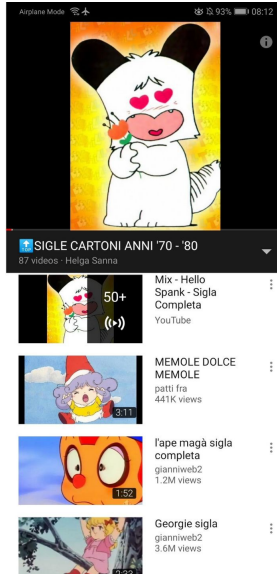 Airplane Mode 93% 08:12
SIGLE CARTONI ANNI '70 - '80
87 videos · Helga Sanna
50+
Mix - Hello
Spank - Sigla
Completa
YouTube
MEMOLE DOLCE
MEMOLE
patti fra
441K views
3:11
l'ape magà sigla
completa
gianniweb2
1.2M views
1:52
Georgie sigla
gianniweb2
3.6M views